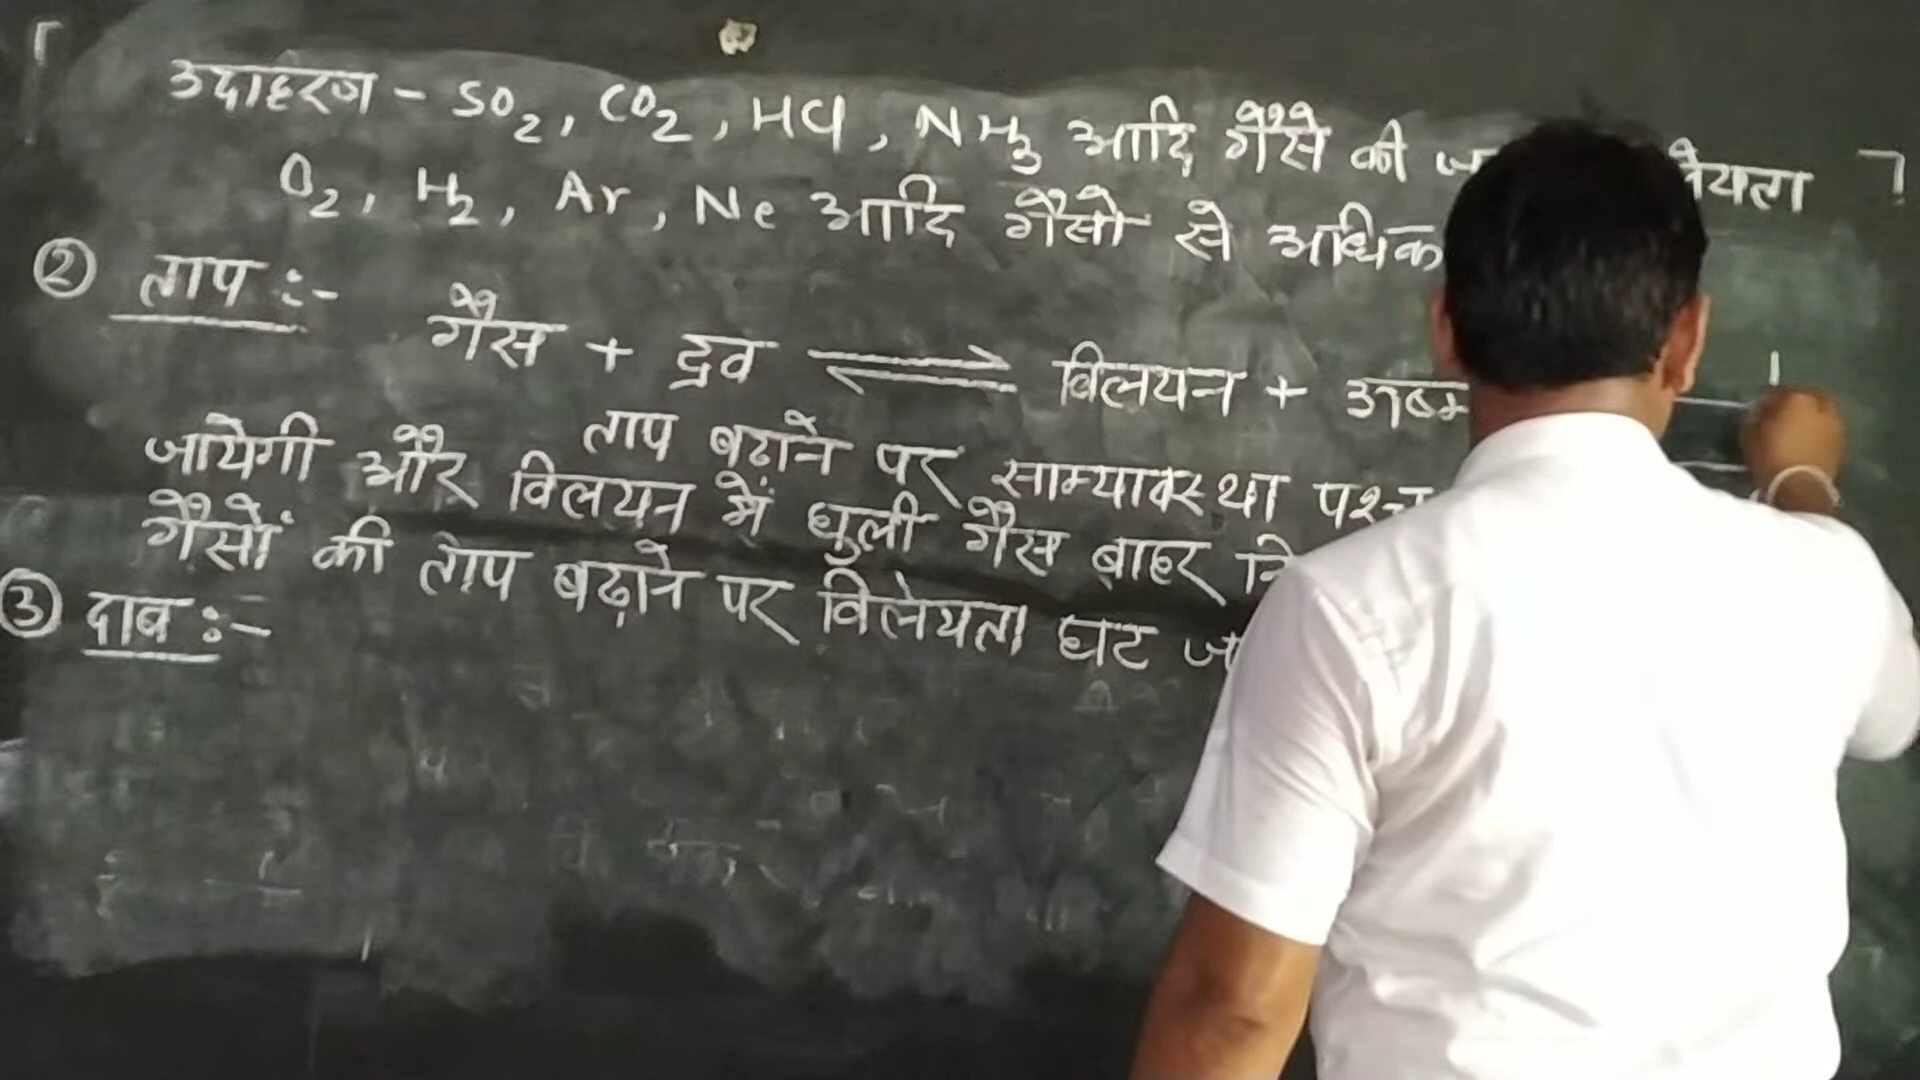 उदाहरण - SO2, CO2, HCl, NH3 आदि गैसे की
O2, H2, Ar, Ne आदि गैसो से अधिक
② ताप :-
गैस + द्रव ⇌ विलयन +
ताप बढ़ाने पर साम्यावस्था
जायेगी और विलयन में घुली गैस बाहर
गैसों की ताप बढ़ाने पर विलेयता घट
③ दाब :-